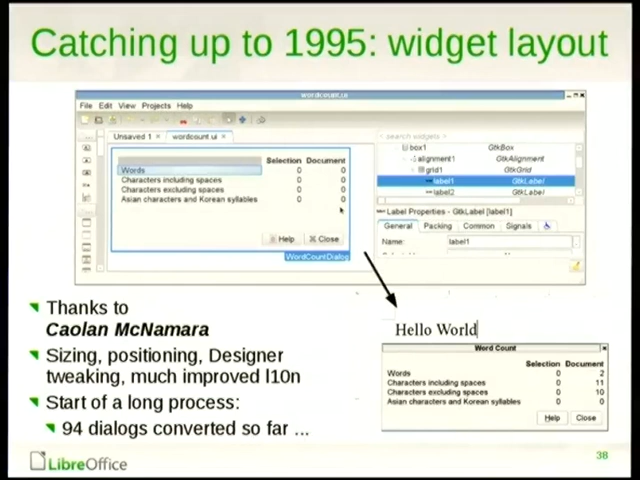 Catching up to 1995: widget layout
wordcount.ui
File Edit View Projects Help
Unsaved 1 wordcount.ui
search widgets
Selection Document
Words 0 0
Characters including spaces 0 0
Characters excluding spaces 0 0
Asian characters and Korean syllables 0 0
Help Close
WordCountDialog
box1 GtkBox
alignment1 GtkAlignment
grid1 GtkGrid
label1 GtkLabel
label2 GtkLabel
Label Properties - GtkLabel [label1]
General Packing Common Signals
Name: label1
Thanks to
Caolan McNamara
Sizing, positioning, Designer
tweaking, much improved l10n
Start of a long process:
94 dialogs converted so far ...
Hello World
Word Count
Selection Document
Words 0 2
Characters including spaces 0 11
Characters excluding spaces 0 10
Asian characters and Korean syllables 0 0
Help Close
LibreOffice
38